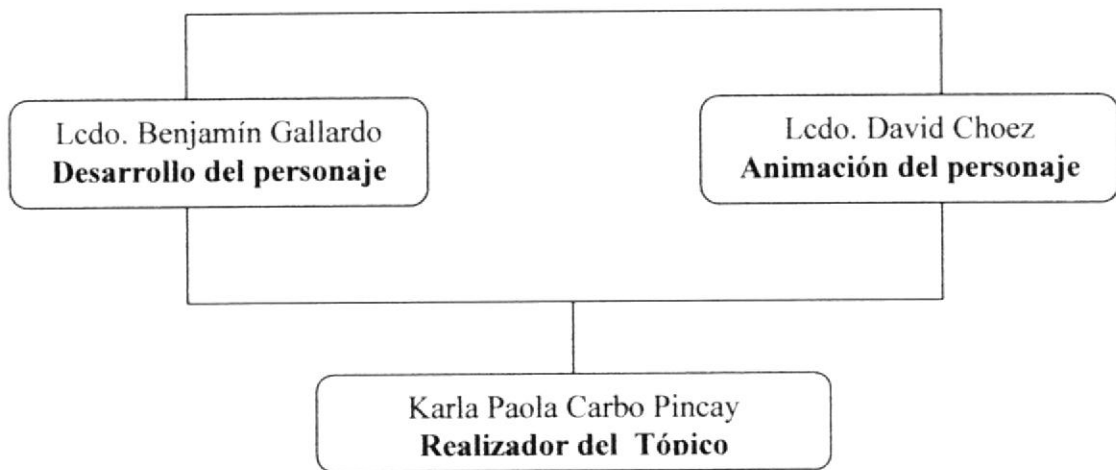 Lcdo. Benjamín Gallardo
Desarrollo del personaje
Lcdo. David Choez
Animación del personaje
Karla Paola Carbo Pincay
Realizador del Tópico